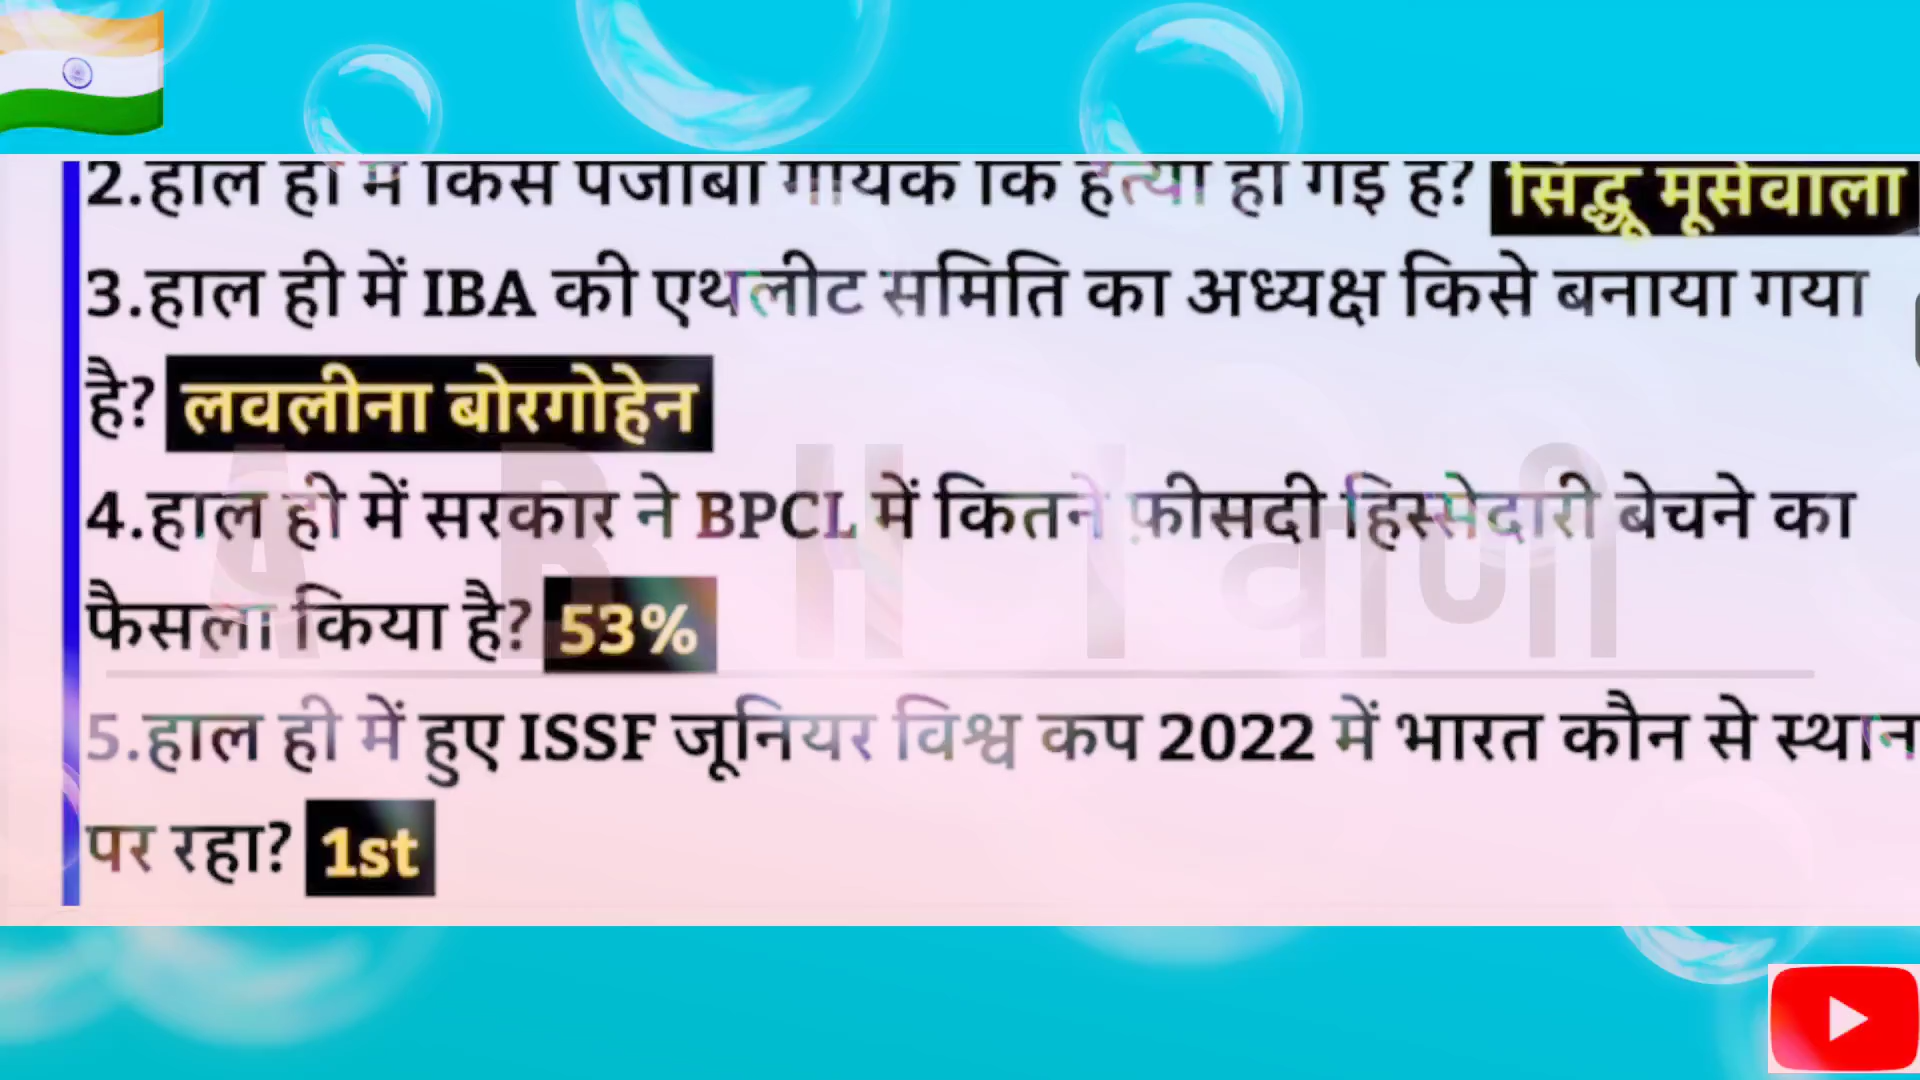 2.हाल ही में किस पंजाबी गायक कि हत्या हो गई है? सिद्धू मूसेवाला
3.हाल ही में IBA की एथलीट समिति का अध्यक्ष किसे बनाया गया
है? लवलीना बोरगोहेन
4.हाल ही में सरकार ने BPCL में कितने फ़ीसदी हिस्सेदारी बेचने का
फैसला किया है? 53%
A B H I वाणी
5.हाल ही में हुए ISSF जूनियर विश्व कप 2022 में भारत कौन से स्थान
पर रहा? 1st